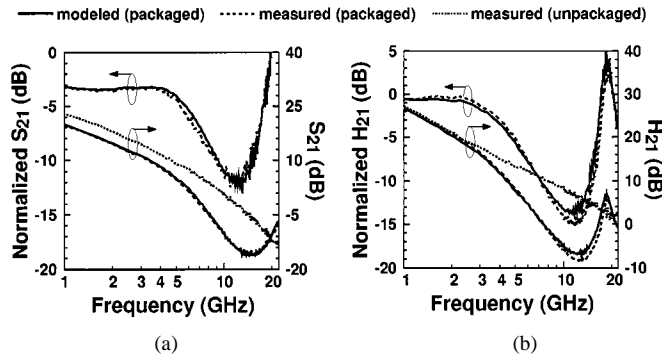 modeled (packaged) measured (packaged) measured (unpackaged)
Normalized S21 (dB)
0
-5
-10
-15
-20
40
30
20
10
-5
-10
-20
S21 (dB)
1 2 3 4 5 10 20
Frequency (GHz)
(a)
Normalized H21 (dB)
5
0
-5
-10
-15
-20
40
30
20
10
0
-10
H21 (dB)
1 2 3 4 5 10 20
Frequency (GHz)
(b)